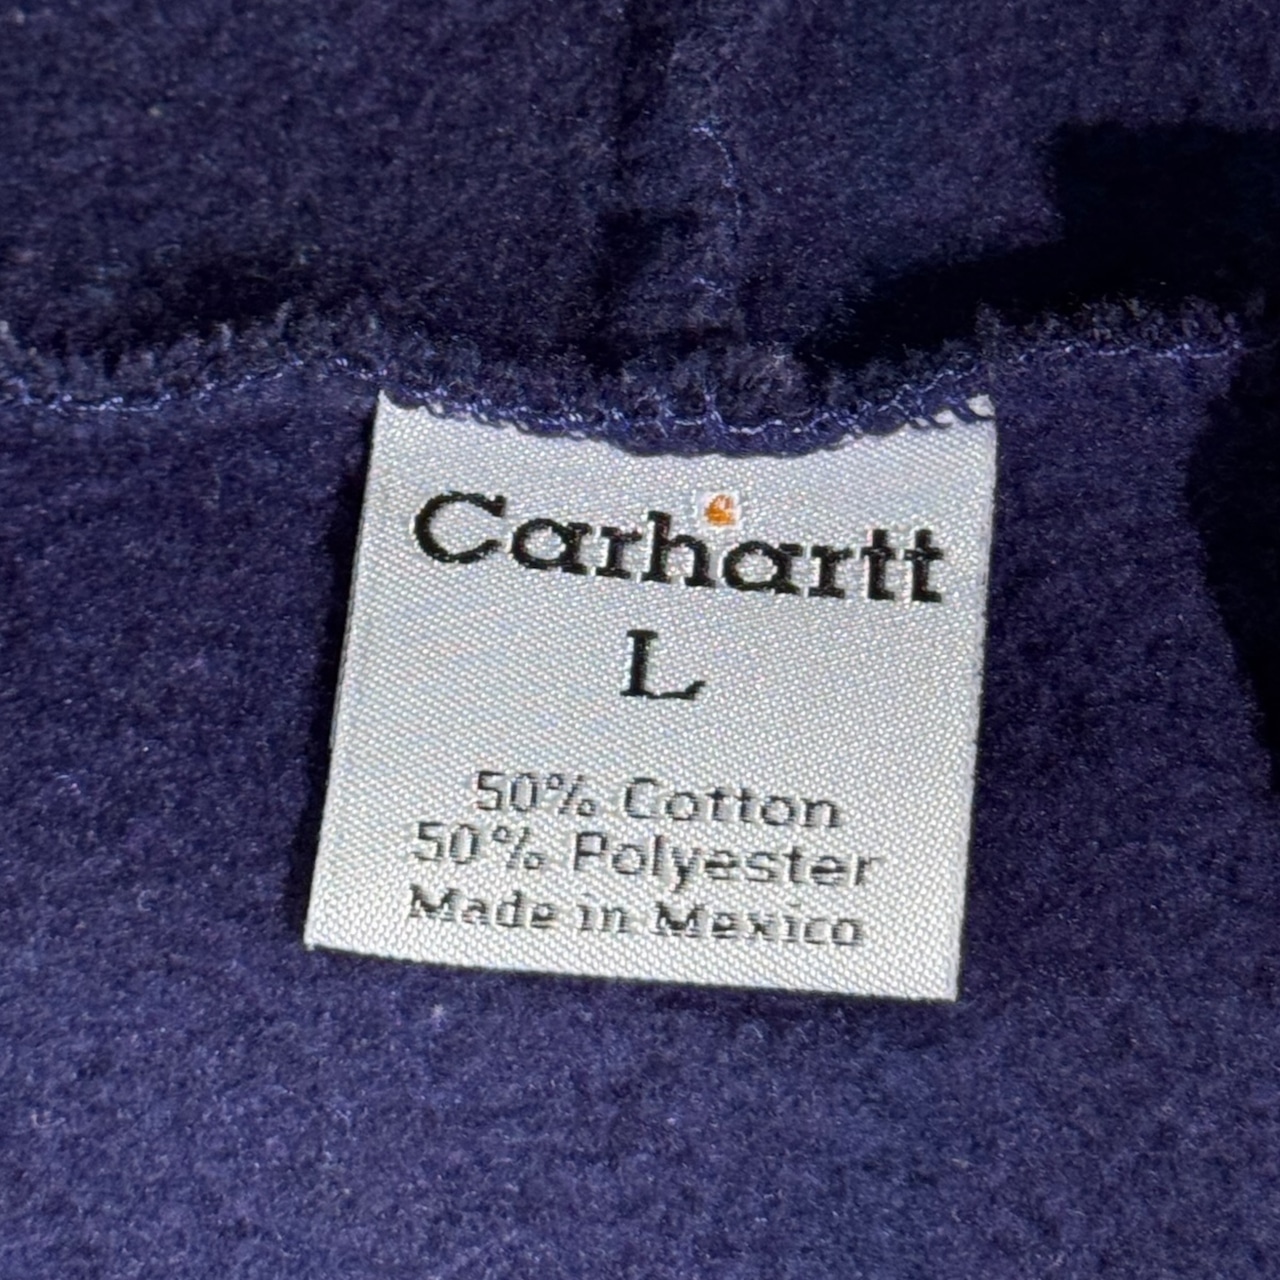 Carhartt
L
50% Cotton
50% Polyester
Made in Mexico